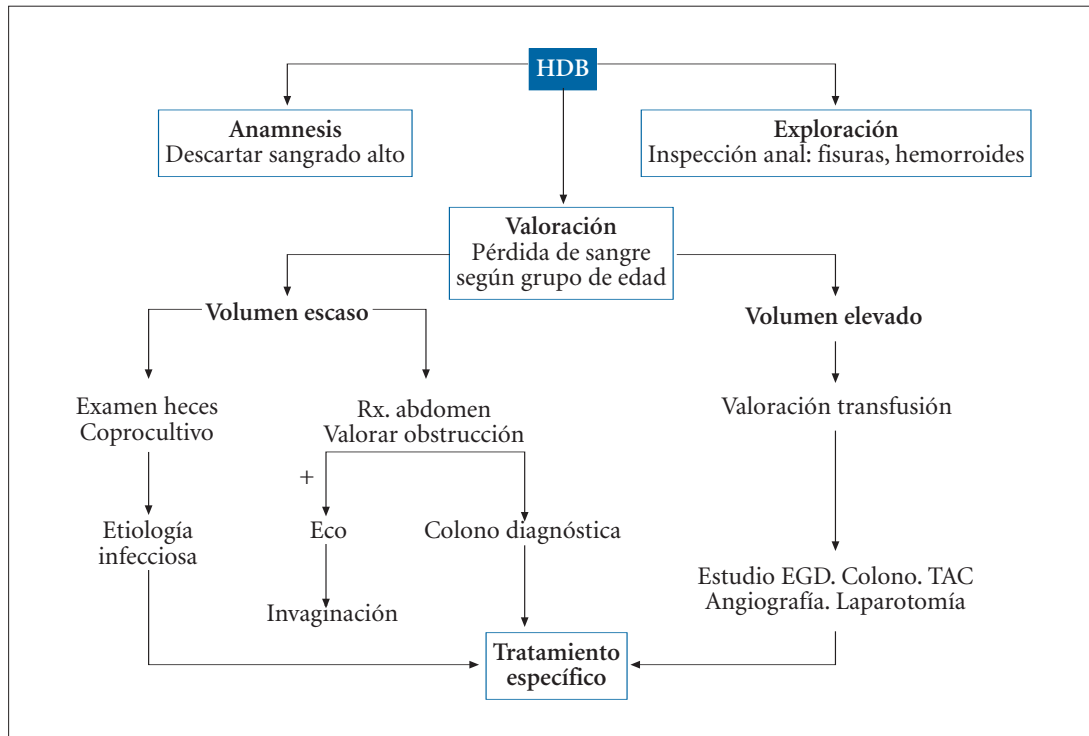 HDB
Anamnesis
Descartar sangrado alto
Exploración
Inspección anal: fisuras, hemorroides
Valoración
Pérdida de sangre
según grupo de edad
Volumen escaso
Volumen elevado
Examen heces
Coprocultivo
Rx. abdomen
Valorar obstrucción
Valoración transfusión
+
Etiología
infecciosa
Eco
Colono diagnóstica
Invaginación
Estudio EGD. Colono. TAC
Angiografía. Laparotomía
Tratamiento
específico